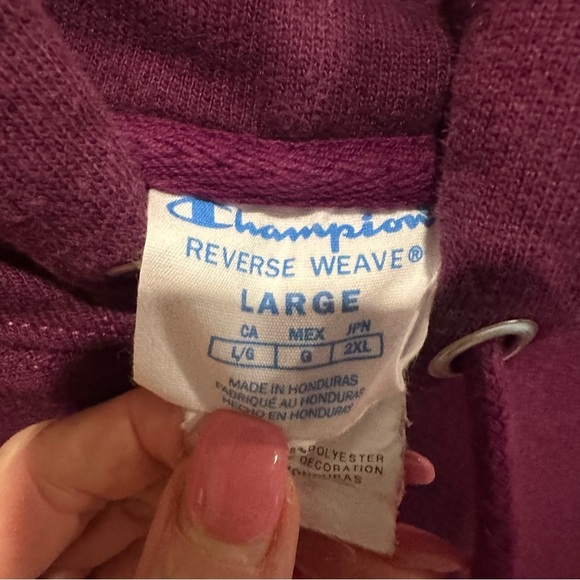 Champion
REVERSE WEAVE®
LARGE
CA MEX JPN
L/G G 2XL
MADE IN HONDURAS
FABRIQUÉ AU HONDURAS
HECHO EN HONDURAS
POLYESTER
DECORATION
HONDURAS